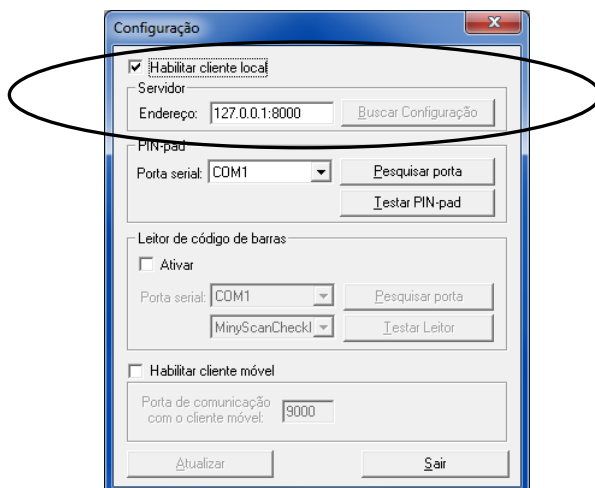 Configuração
Habilitar cliente local
Servidor
Endereço: 127.0.0.1:8000 Buscar Configuração
PIN-pad
Porta serial: COM1 Pesquisar porta
Testar PIN-pad
Leitor de código de barras
Ativar
Porta serial: COM1 Pesquisar porta
MinyScanCheckI Testar Leitor
Habilitar cliente móvel
Porta de comunicação
com o cliente móvel: 9000
Atualizar Sair